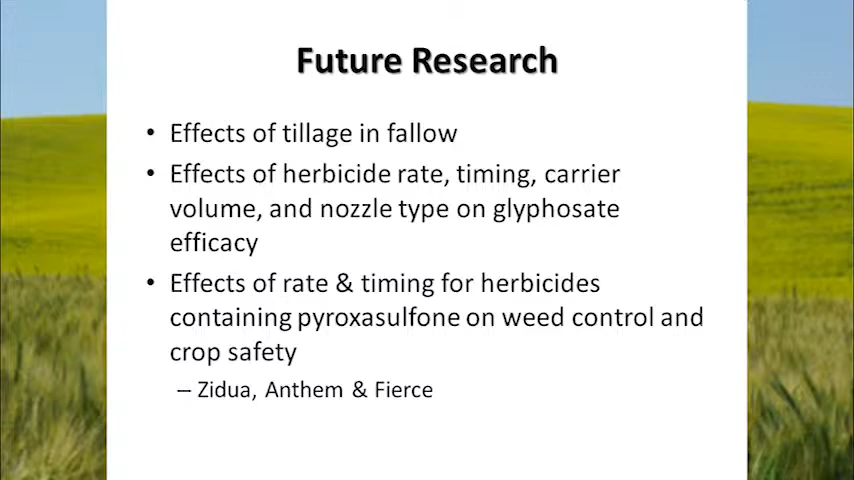 Future Research
• Effects of tillage in fallow
• Effects of herbicide rate, timing, carrier
volume, and nozzle type on glyphosate
efficacy
• Effects of rate & timing for herbicides
containing pyroxasulfone on weed control and
crop safety
– Zidua, Anthem & Fierce